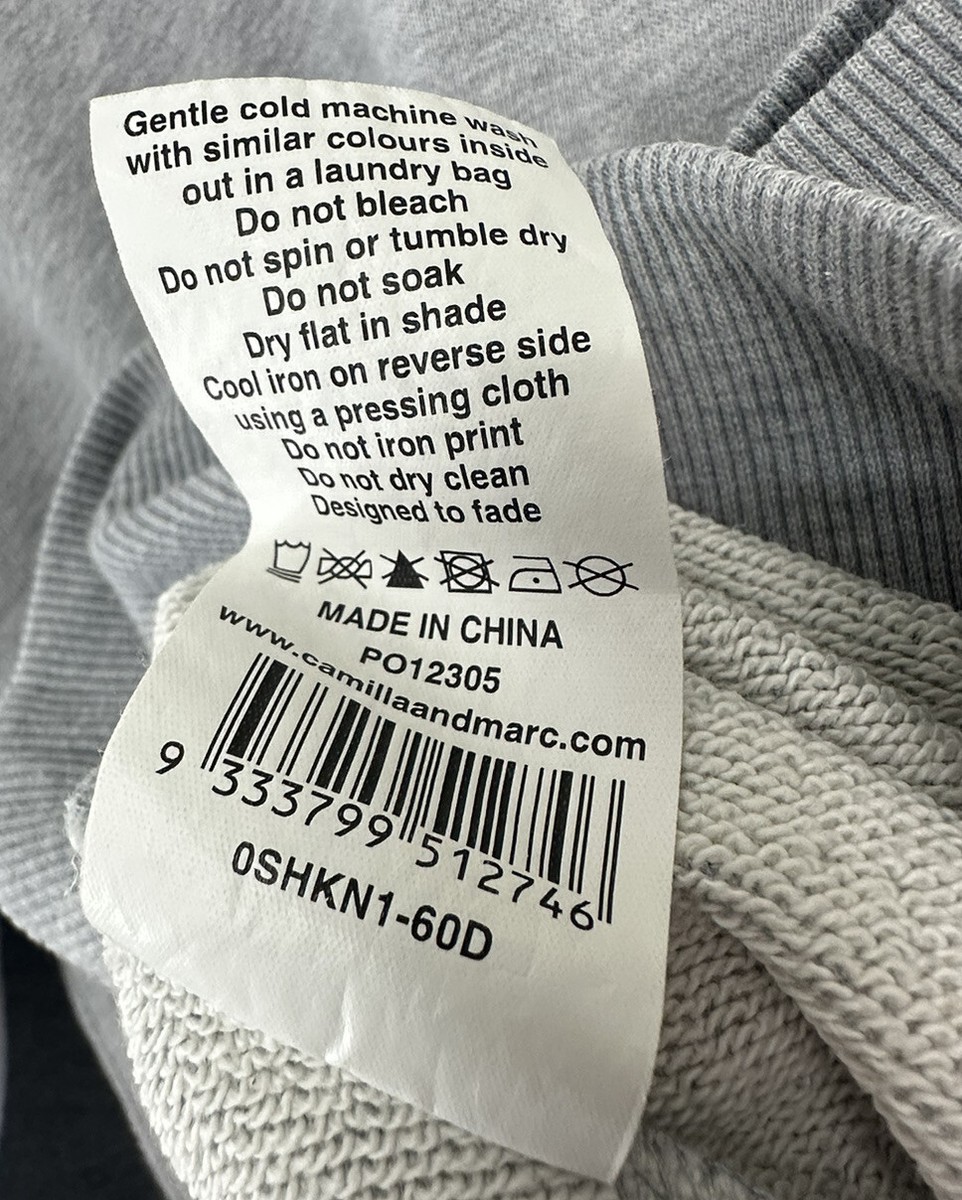 Gentle cold machine wash
with similar colours inside
out in a laundry bag
Do not bleach
Do not spin or tumble dry
Do not soak
Dry flat in shade
Cool iron on reverse side
using a pressing cloth
Do not iron print
Do not dry clean
Designed to fade
MADE IN CHINA
PO12305
www.camillaandmarc.com
9 333799 512746
0SHKN1-60D